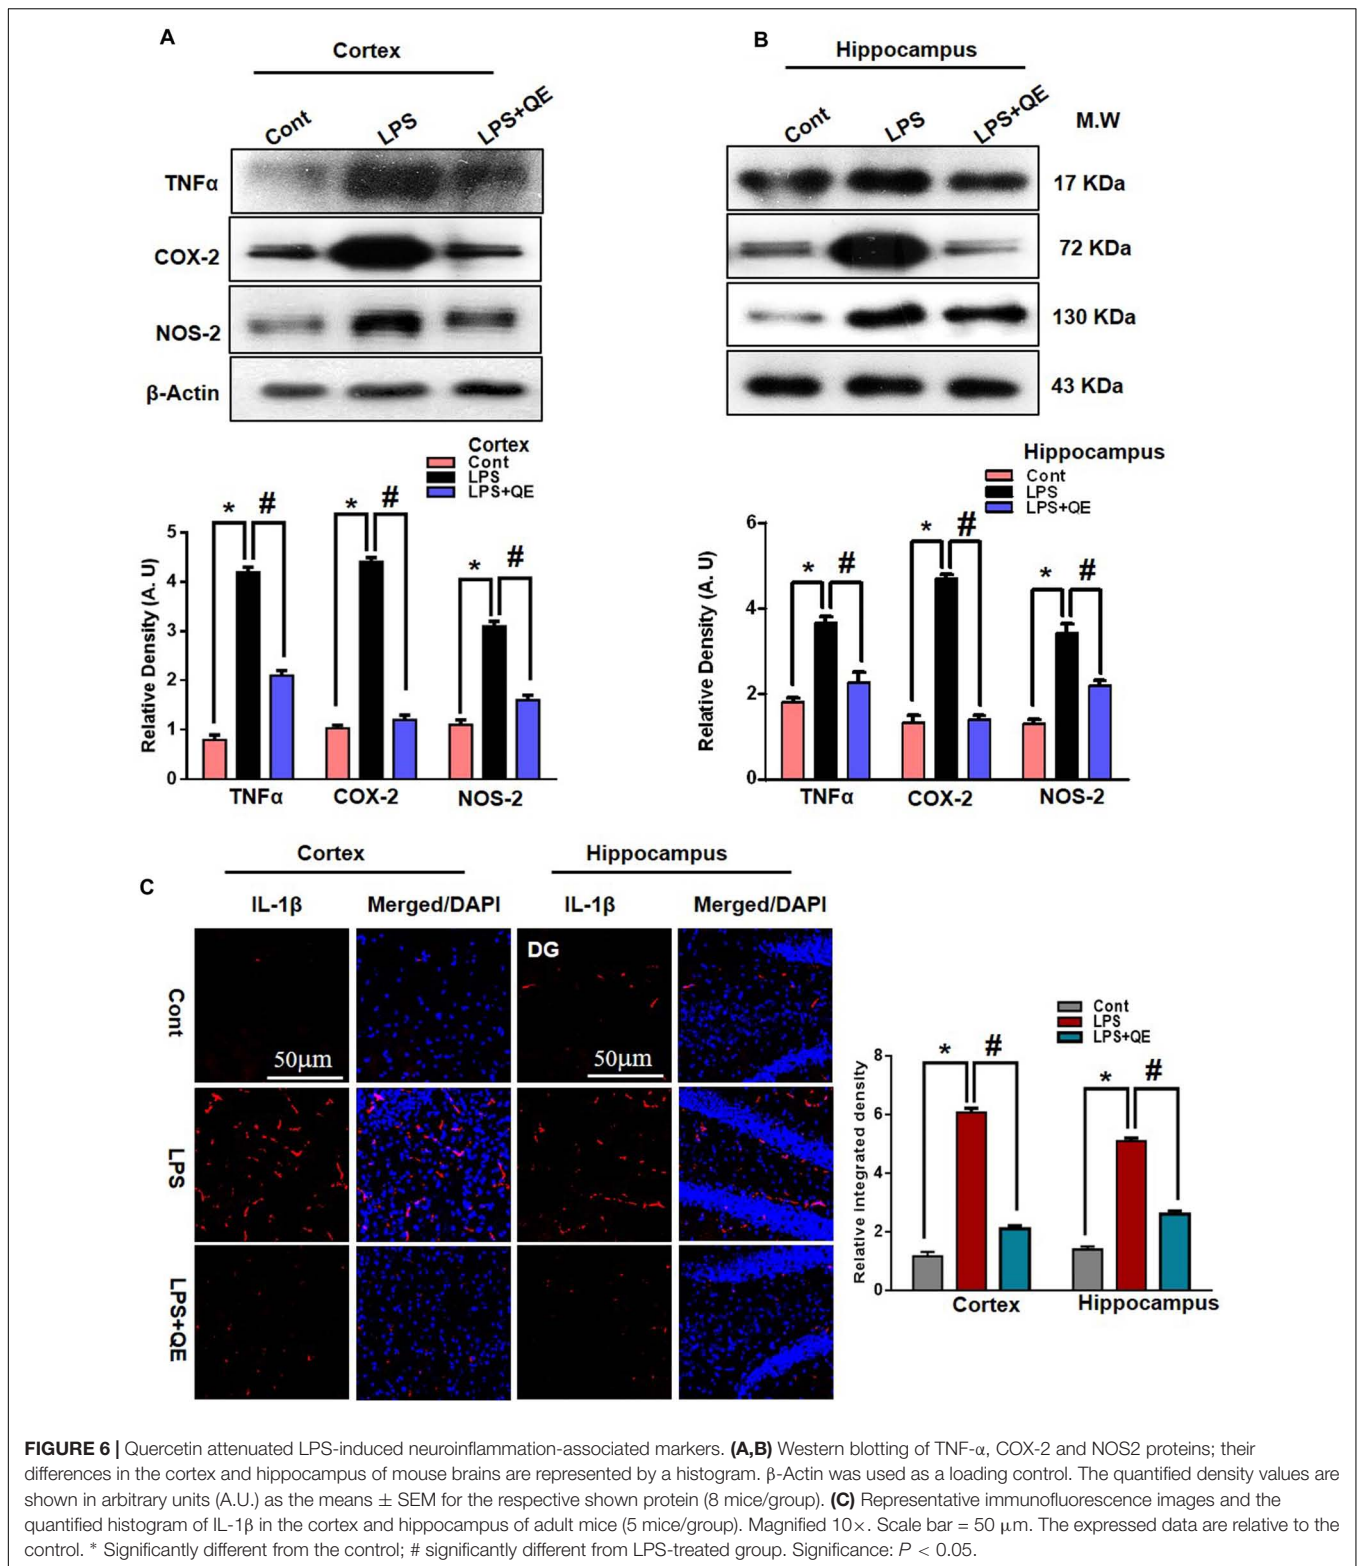 A
Cortex
Cont
LPS
LPS+QE
TNFα
COX-2
NOS-2
β-Actin
B
Hippocampus
Cont
LPS
LPS+QE
M.W
17 KDa
72 KDa
130 KDa
43 KDa
Cortex
Cont
LPS
LPS+QE
* # * # * #
Relative Density (A. U)
5
4
3
2
1
0
TNFα COX-2 NOS-2
Hippocampus
Cont
LPS
LPS+QE
* # * # * #
Relative Density (A. U)
6
4
2
0
TNFα COX-2 NOS-2
C
Cortex Hippocampus
IL-1β Merged/DAPI IL-1β Merged/DAPI
Cont
DG
50μm 50μm
LPS
LPS+QE
Cont
LPS
LPS+QE
* # * #
Relative integrated density
8
6
4
2
0
Cortex Hippocampus
FIGURE 6 | Quercetin attenuated LPS-induced neuroinflammation-associated markers. (A,B) Western blotting of TNF-α, COX-2 and NOS2 proteins; their
differences in the cortex and hippocampus of mouse brains are represented by a histogram. β-Actin was used as a loading control. The quantified density values are
shown in arbitrary units (A.U.) as the means ± SEM for the respective shown protein (8 mice/group). (C) Representative immunofluorescence images and the
quantified histogram of IL-1β in the cortex and hippocampus of adult mice (5 mice/group). Magnified 10×. Scale bar = 50 μm. The expressed data are relative to the
control. * Significantly different from the control; # significantly different from LPS-treated group. Significance: P < 0.05.